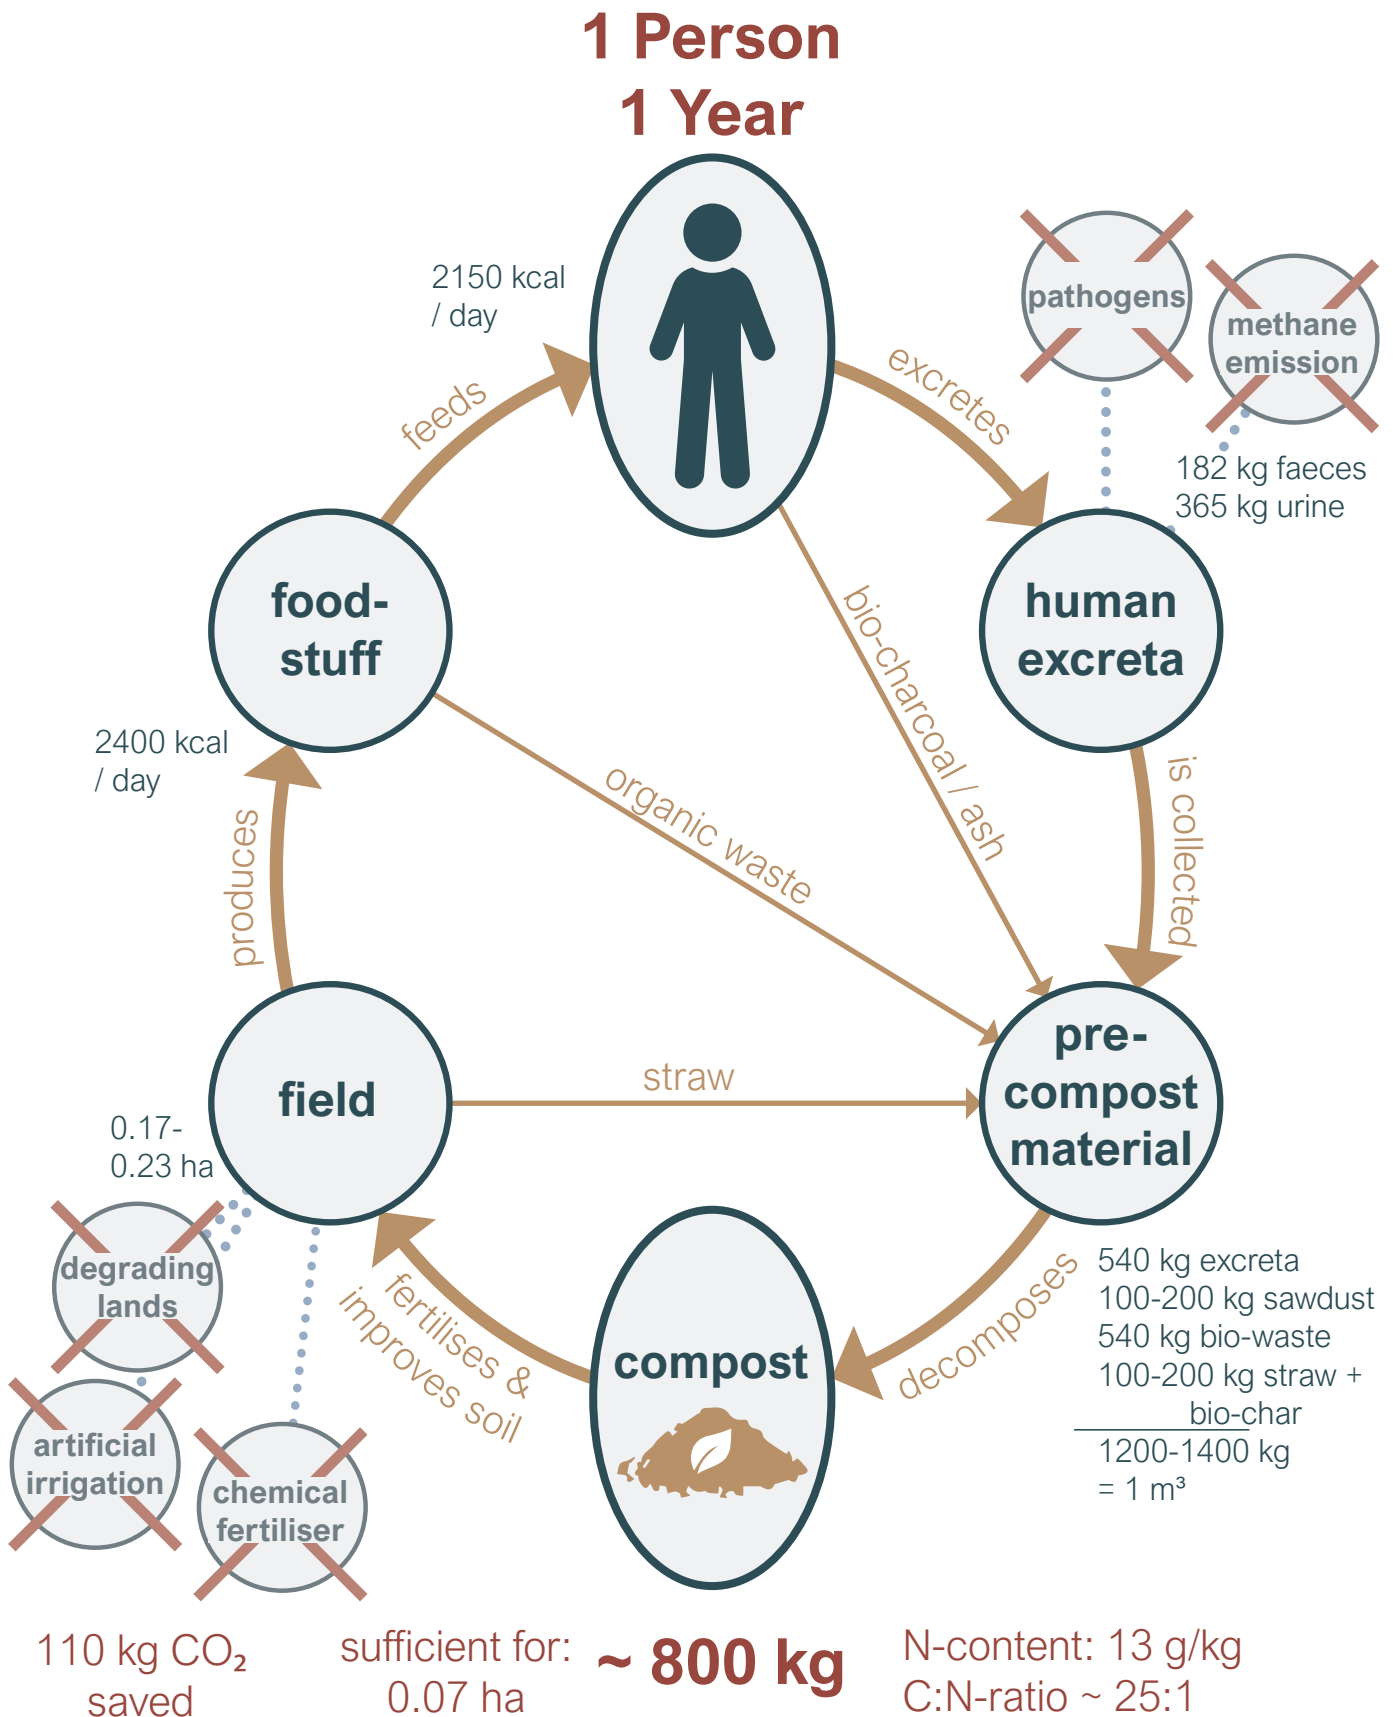 1 Person
1 Year
2150 kcal
/ day
feeds
excretes
pathogens
methane
emission
182 kg faeces
365 kg urine
food-
stuff
human
excreta
bio-charcoal / ash
organic waste
is collected
2400 kcal
/ day
produces
field
straw
pre-
compost
material
0.17-
0.23 ha
degrading
lands
artificial
irrigation
chemical
fertiliser
fertilises &
improves soil
compost
decomposes
540 kg excreta
100-200 kg sawdust
540 kg bio-waste
100-200 kg straw +
bio-char
1200-1400 kg
= 1 m³
110 kg CO₂
saved
sufficient for:
0.07 ha
~ 800 kg
N-content: 13 g/kg
C:N-ratio ~ 25:1